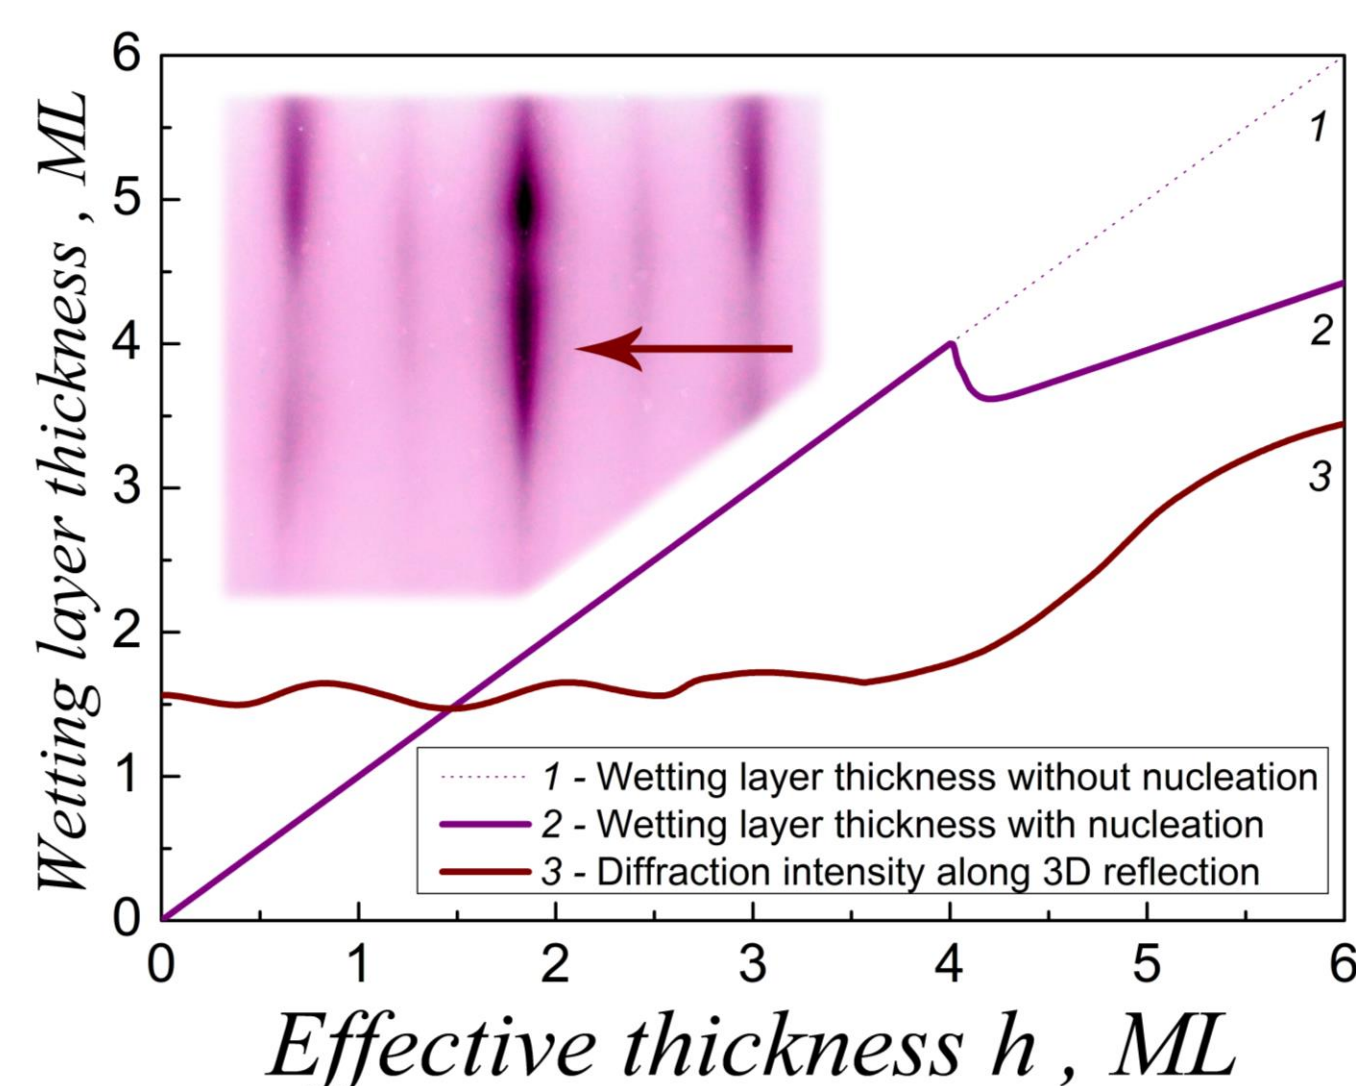 Wetting layer thickness , ML
6
5
4
3
2
1
0
1
2
3
1 - Wetting layer thickness without nucleation
2 - Wetting layer thickness with nucleation
3 - Diffraction intensity along 3D reflection
0 1 2 3 4 5 6
Effective thickness h , ML